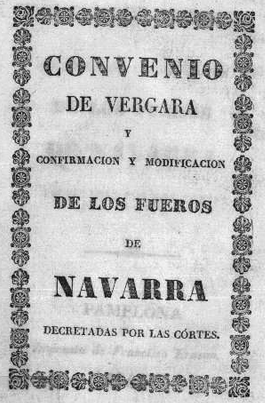 CONVENIO
DE VERGARA
Y
CONFIRMACION Y MODIFICACION
DE LOS FUEROS
DE
NAVARRA
DECRETADAS POR LAS CÓRTES.
PAMPLONA